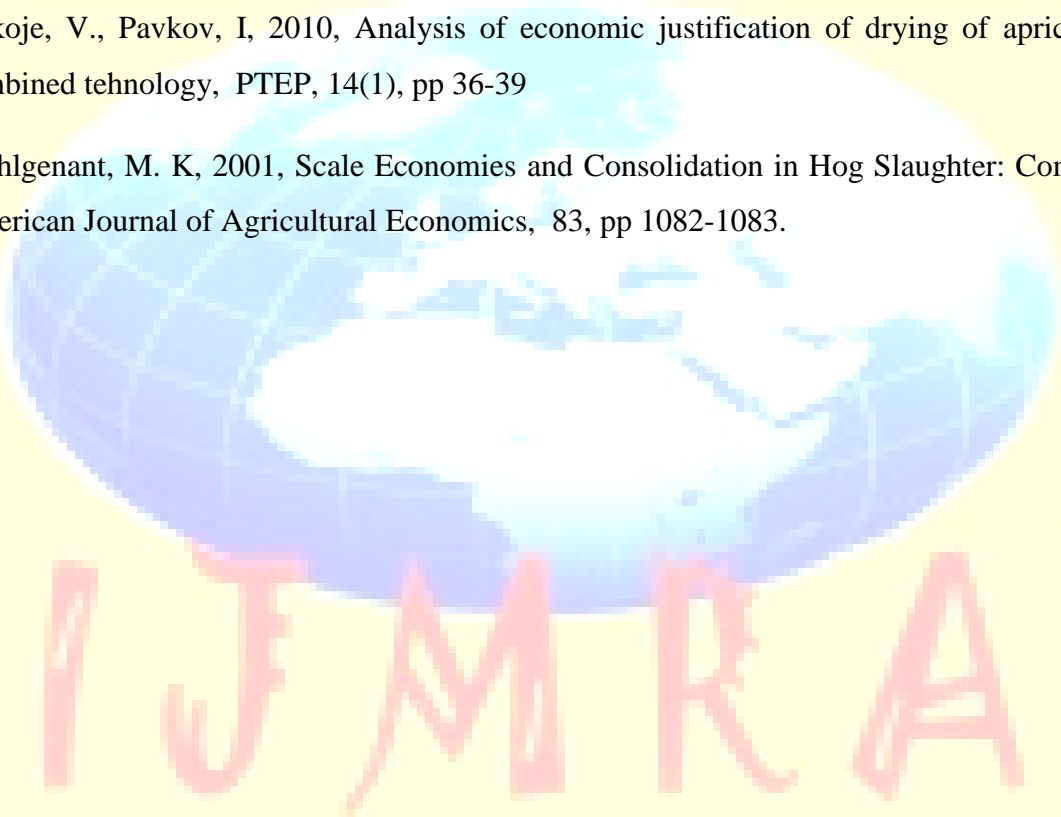 koje, V., Pavkov, I, 2010, Analysis of economic justification of drying of apric
nbined tehnology, PTEP, 14(1), pp 36-39
hlgenant, M. K, 2001, Scale Economies and Consolidation in Hog Slaughter: Con
erican Journal of Agricultural Economics, 83, pp 1082-1083.
IJMRA